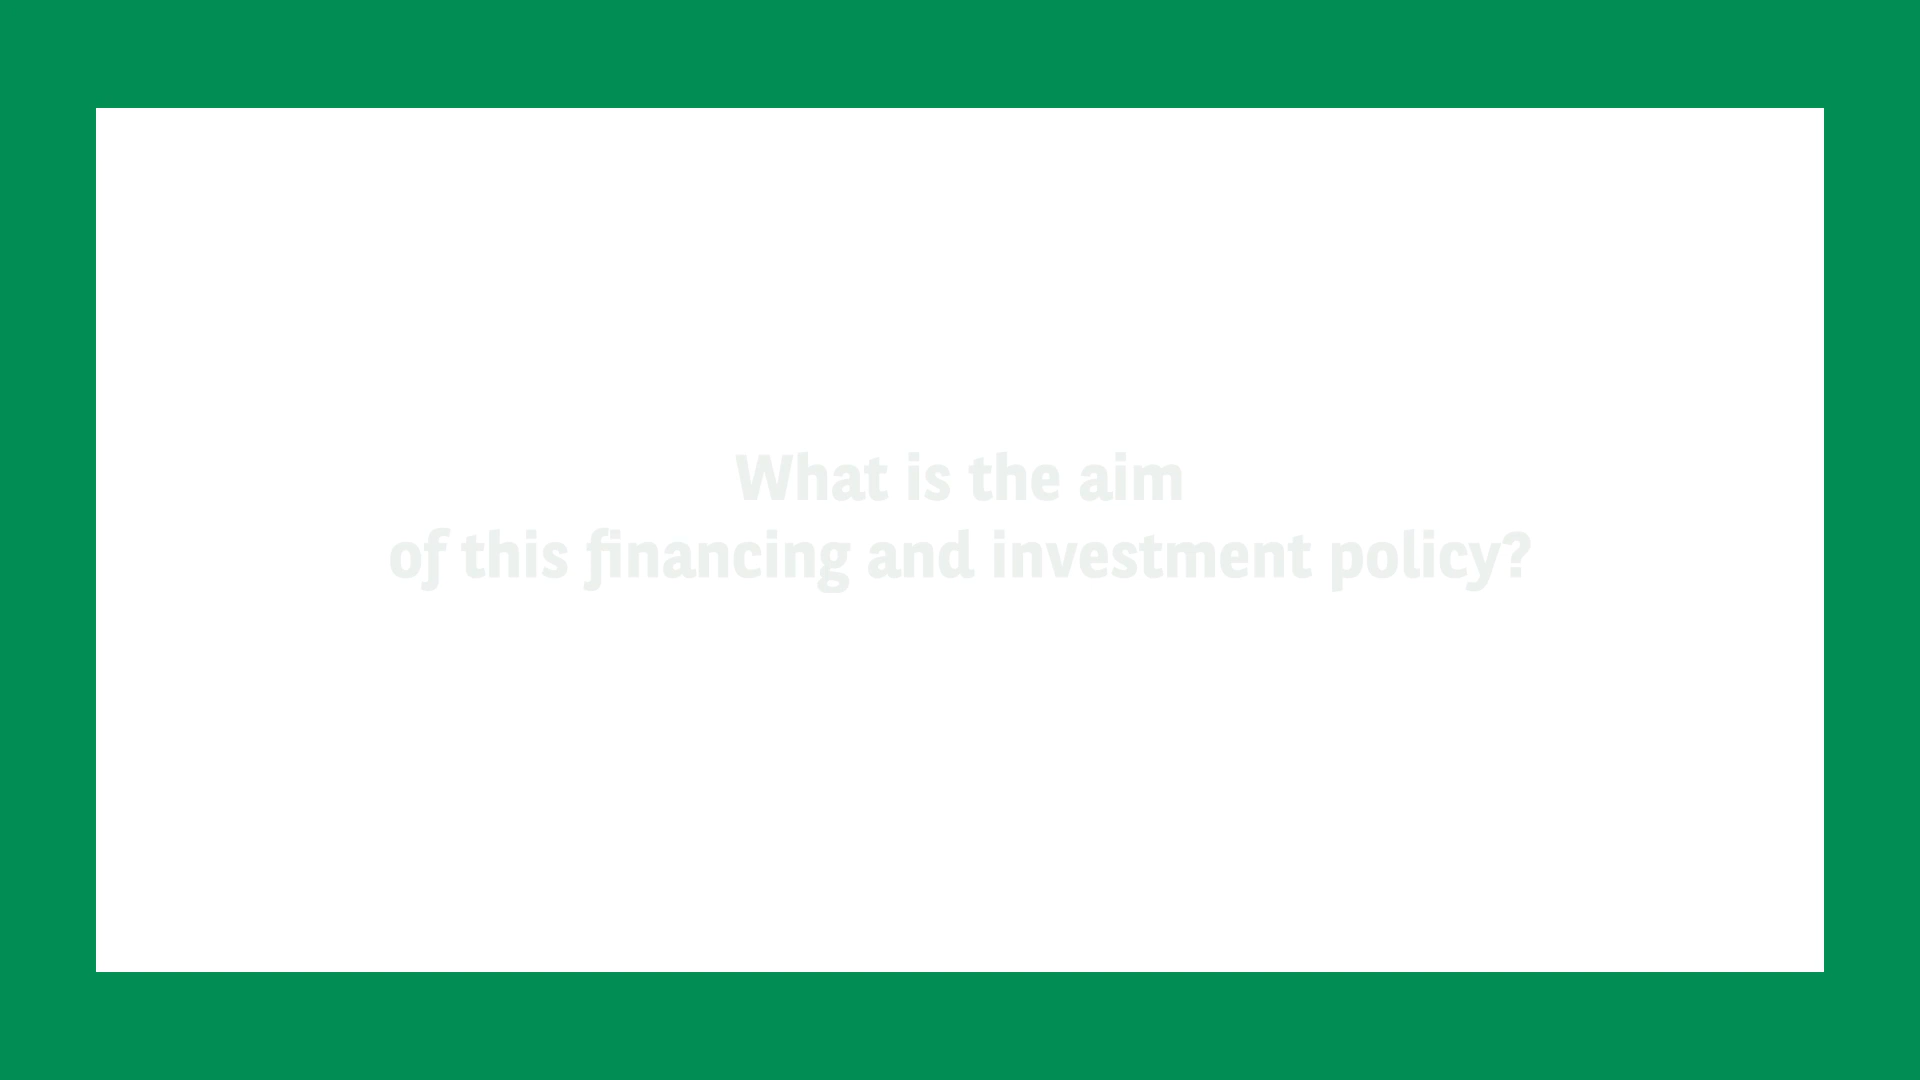 What is the aim
of this financing and investment policy?